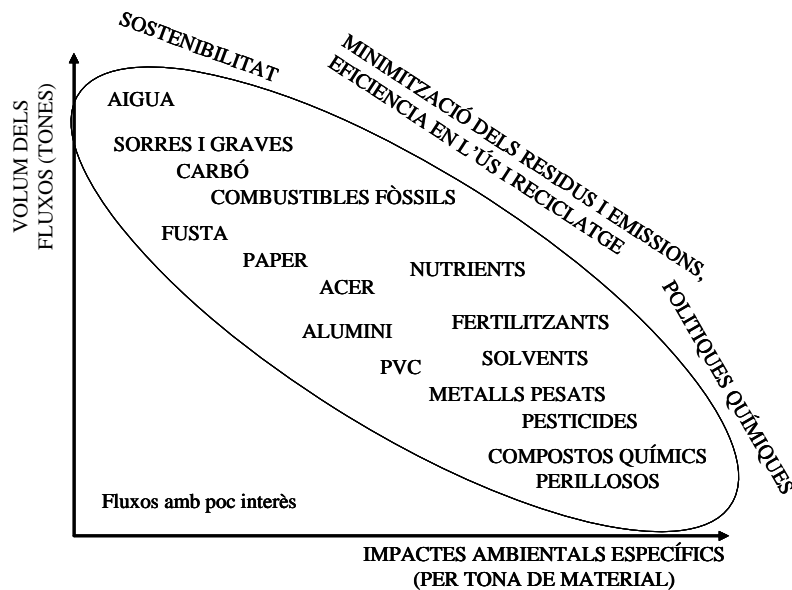 SOSTENIBILITAT
MINIMITZACIÓ DELS RESIDUS I EMISSIONS,
EFICIENCIA EN L'ÚS I RECICLATGE
POLITIQUES QUÍMIQUES
VOLUM DELS
FLUXOS (TONES)
AIGUA
SORRES I GRAVES
CARBÓ
COMBUSTIBLES FÒSSILS
FUSTA
PAPER
NUTRIENTS
ACER
ALUMINI
FERTILITZANTS
PVC
SOLVENTS
METALLS PESATS
PESTICIDES
COMPOSTOS QUÍMICS
PERILLOSOS
Fluxos amb poc interès
IMPACTES AMBIENTALS ESPECÍFICS
(PER TONA DE MATERIAL)